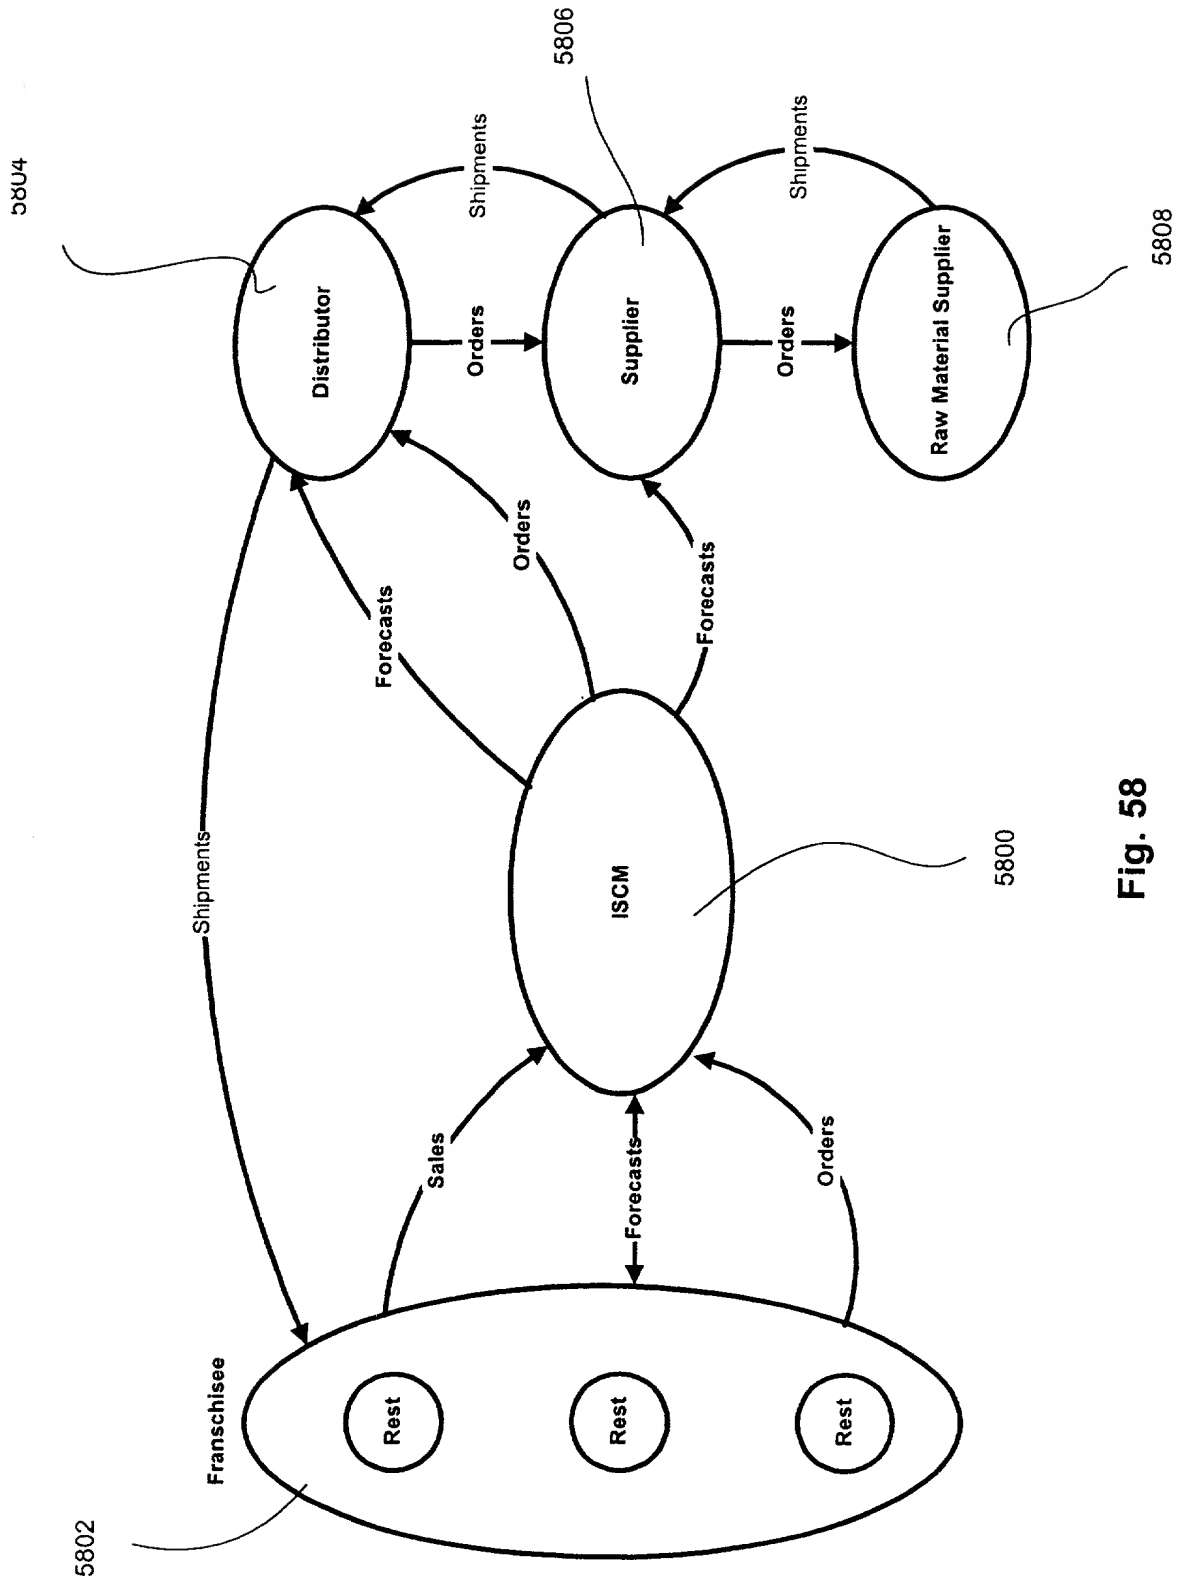 5804
5802
Shipments
Franschisee
Distributor
Forecasts
Rest
Sales
Orders
Shipments
Orders
5806
Rest
ISCM
Supplier
Forecasts
Forecasts
Orders
Shipments
Orders
Rest
Raw Material Supplier
5800
5808
Fig. 58